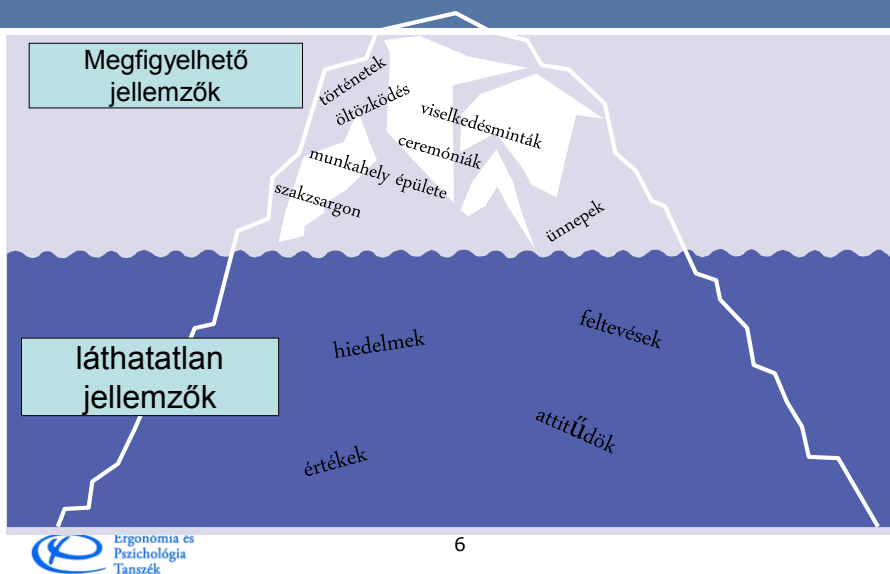 Megfigyelhető
jellemzők
történetek
öltözködés
viselkedésminták
ceremóniák
munkahely épülete
szakzsargon
ünnepek
láthatatlan
jellemzők
hiedelmek
feltevések
értékek
attitűdök
Ergonómia és
Pszichológia
Tanszék
6